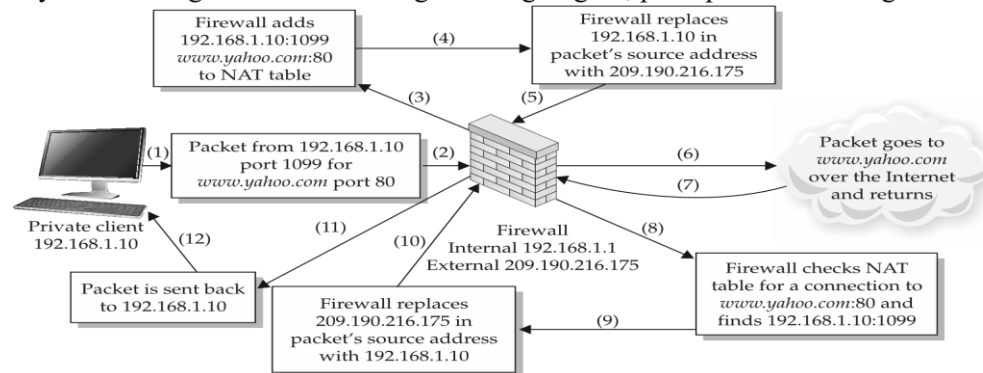 Firewall adds
192.168.1.10:1099
www.yahoo.com:80
to NAT table
(4)
Firewall replaces
192.168.1.10 in
packet's source address
with 209.190.216.175
(3)
(5)
(1)
Packet from 192.168.1.10
port 1099 for
www.yahoo.com port 80
(2)
(6)
(7)
Packet goes to
www.yahoo.com
over the Internet
and returns
Private client
192.168.1.10
(12)
(11)
(10)
Firewall
Internal 192.168.1.1
External 209.190.216.175
(8)
Packet is sent back
to 192.168.1.10
Firewall replaces
209.190.216.175 in
packet's source address
with 192.168.1.10
(9)
Firewall checks NAT
table for a connection to
www.yahoo.com:80 and
finds 192.168.1.10:1099